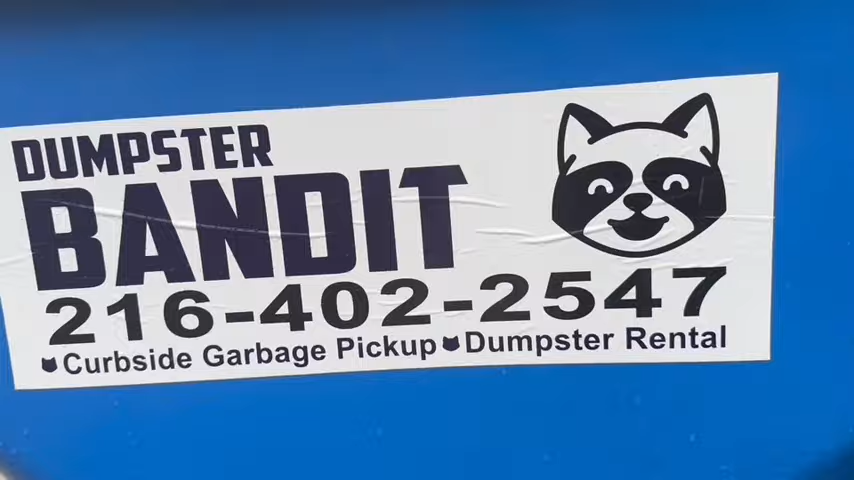 DUMPSTER
BANDIT
216-402-2547
Curbside Garbage Pickup Dumpster Rental